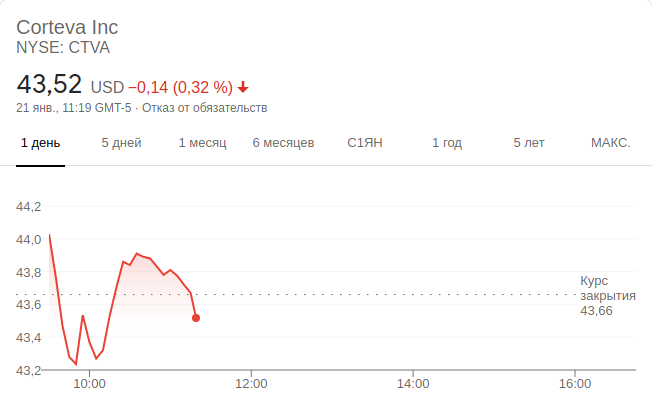 Corteva Inc
NYSE: CTVA
43,52 USD −0,14 (0,32 %)
21 янв., 11:19 GMT-5 · Отказ от обязательств
1 день 5 дней 1 месяц 6 месяцев С1ЯН 1 год 5 лет МАКС.
44,2
44,0
43,8
43,6
43,4
43,2
Курс
закрытия
43,66
10:00 12:00 14:00 16:00